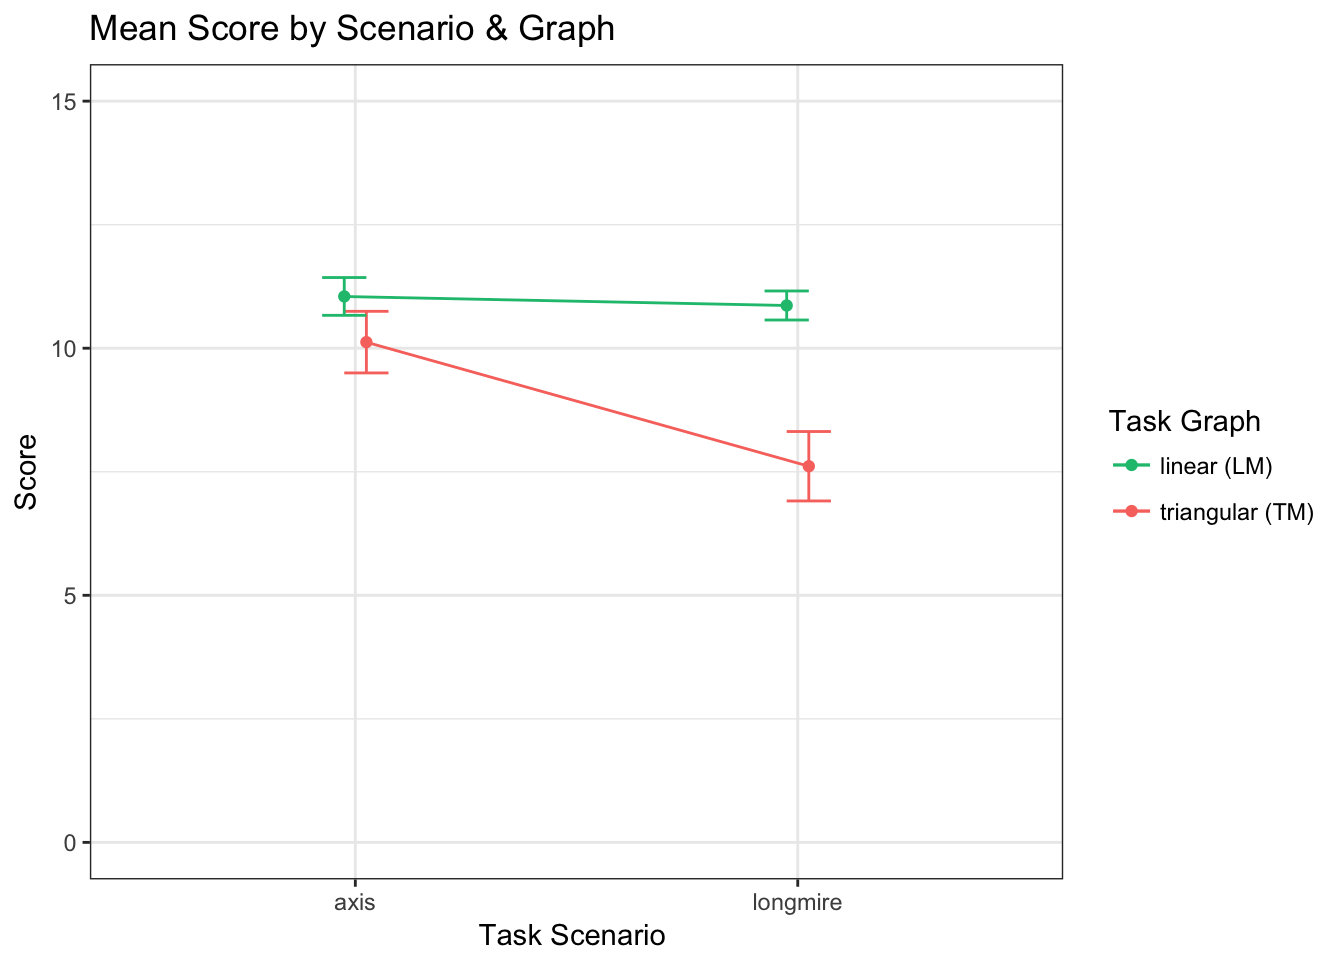 Mean Score by Scenario & Graph
15
10
5
0
Score
axis
longmire
Task Scenario
Task Graph
linear (LM)
triangular (TM)